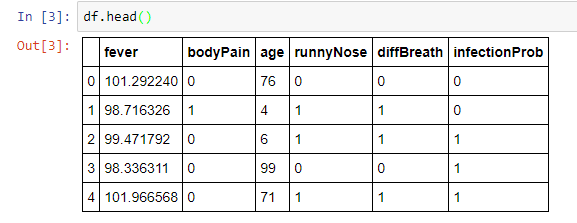 In [3]: df.head()
Out[3]:
fever bodyPain age runnyNose diffBreath infectionProb
0 101.292240 0 76 0 0 0
1 98.716326 1 4 1 1 0
2 99.471792 0 6 1 1 1
3 98.336311 0 99 0 0 1
4 101.966568 0 71 1 1 1